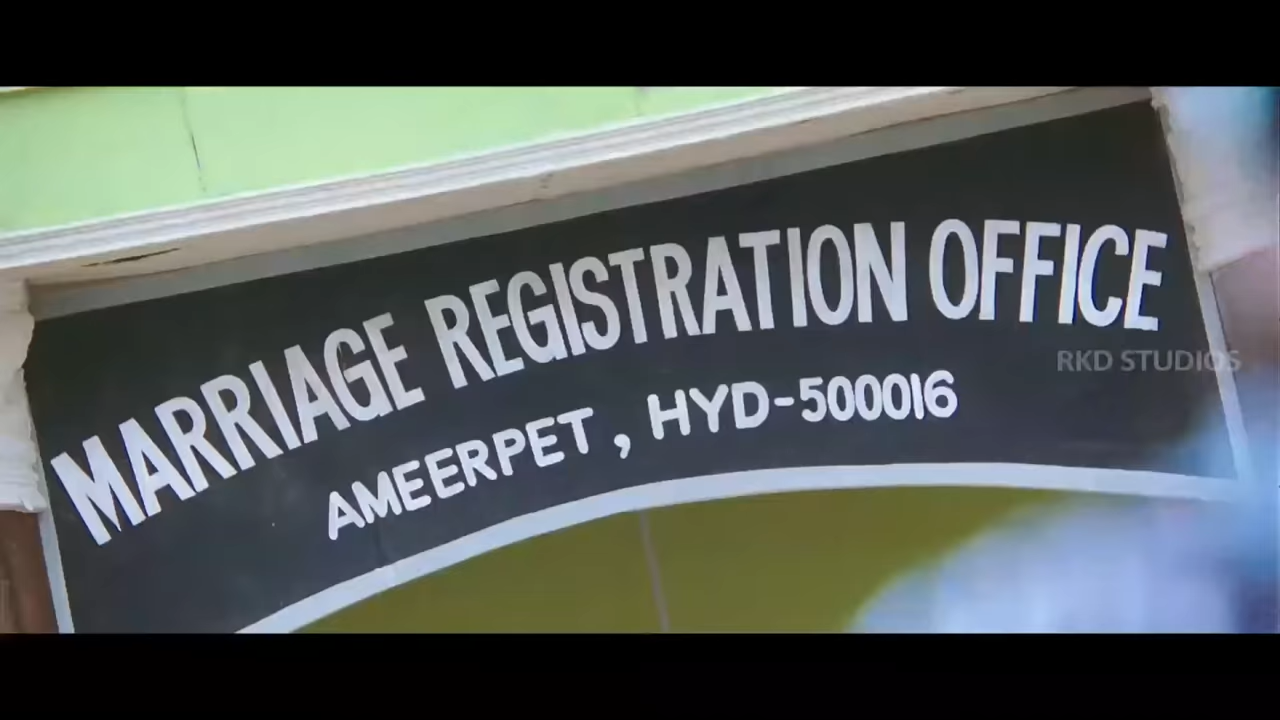 MARRIAGE REGISTRATION OFFICE
AMEERPET, HYD-500016
RKD STUDIOS